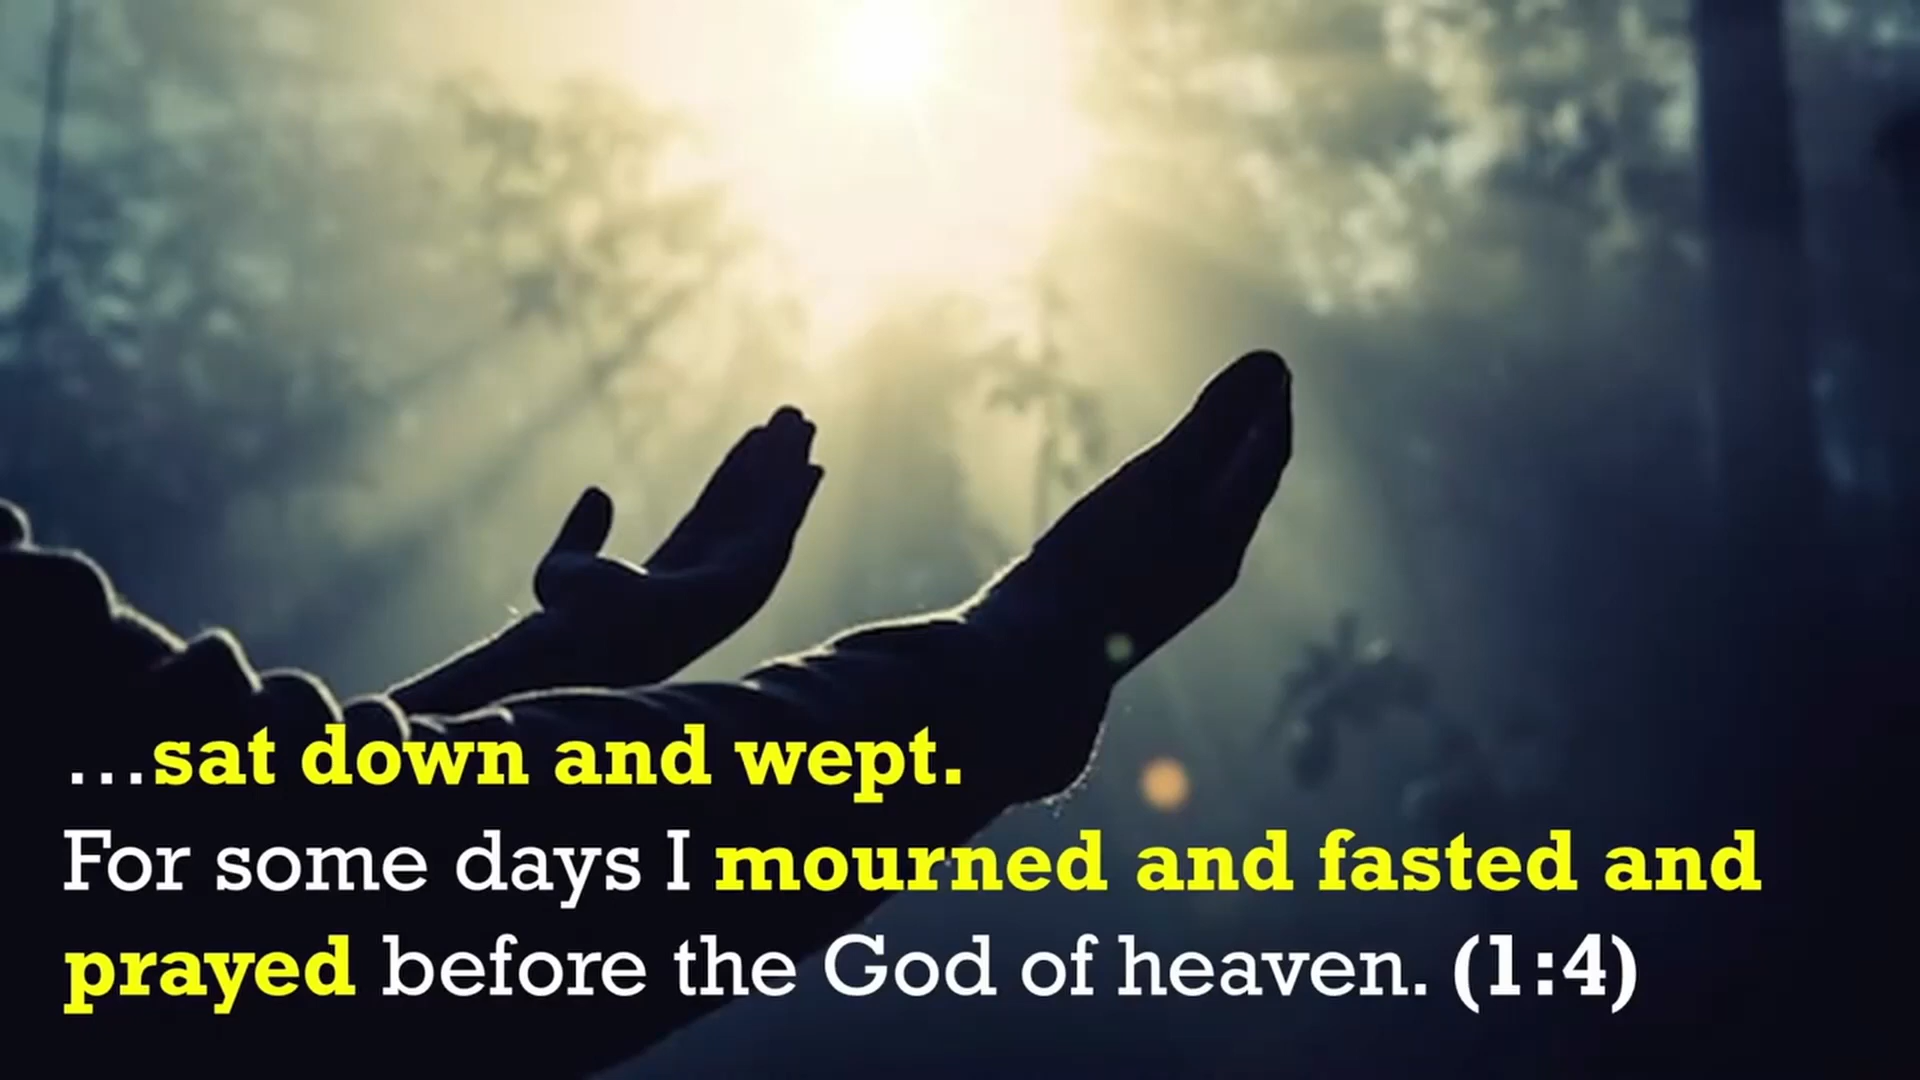 ...sat down and wept.
For some days I mourned and fasted and
prayed before the God of heaven. (1:4)